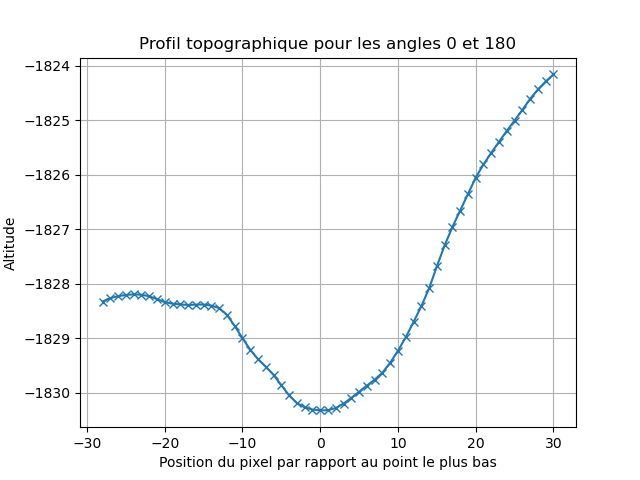 Profil topographique pour les angles 0 et 180
Altitude
−1824
−1825
−1826
−1827
−1828
−1829
−1830
−30 −20 −10 0 10 20 30
Position du pixel par rapport au point le plus bas